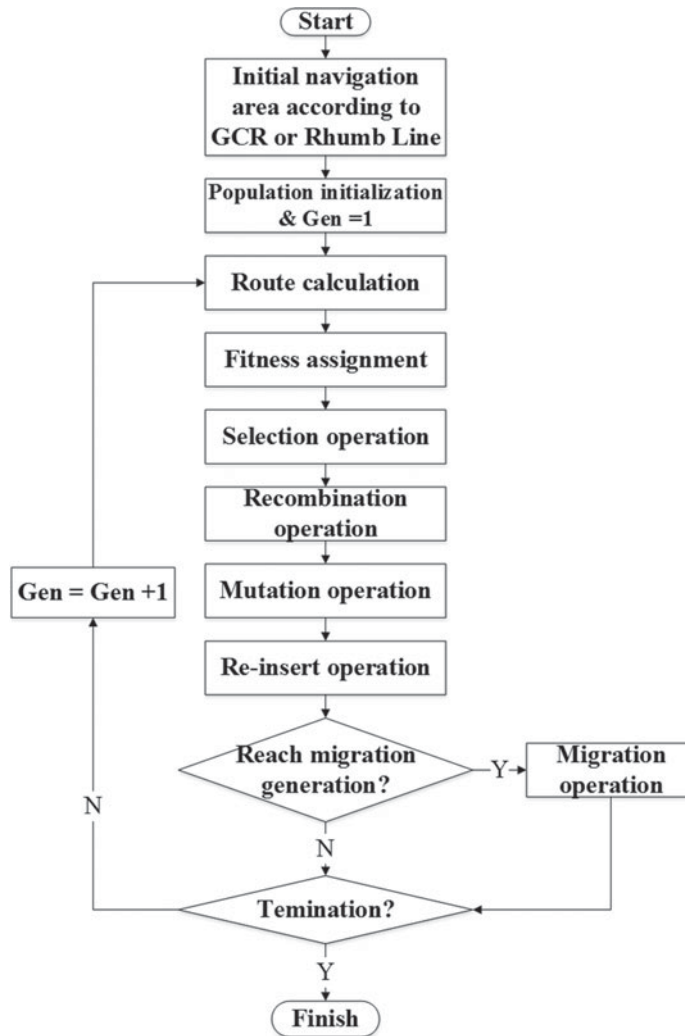 Start
Initial navigation
area according to
GCR or Rhumb Line
Population initialization
& Gen =1
Route calculation
Fitness assignment
Selection operation
Recombination
operation
Gen = Gen +1
Mutation operation
Re-insert operation
Reach migration
generation?
Y
Migration
operation
N
N
Temination?
Y
Finish